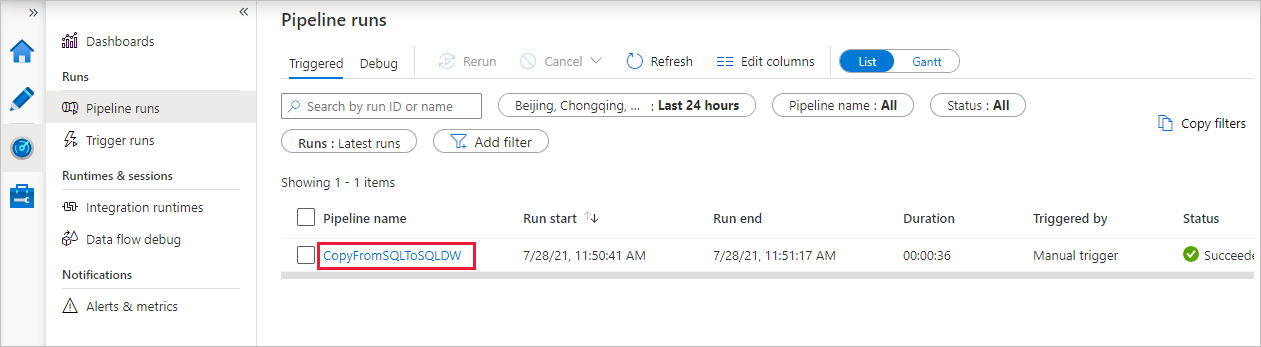 »
«
Dashboards
Runs
Pipeline runs
Trigger runs
Runtimes & sessions
Integration runtimes
Data flow debug
Notifications
Alerts & metrics
Pipeline runs
Triggered Debug Rerun Cancel Refresh Edit columns List Gantt
Search by run ID or name Beijing, Chongqing, ... : Last 24 hours Pipeline name : All Status : All
Copy filters
Runs : Latest runs Add filter
Showing 1 - 1 items
Pipeline name Run start ↑↓ Run end Duration Triggered by Status
CopyFromSQLToSQLDW 7/28/21, 11:50:41 AM 7/28/21, 11:51:17 AM 00:00:36 Manual trigger Succeede